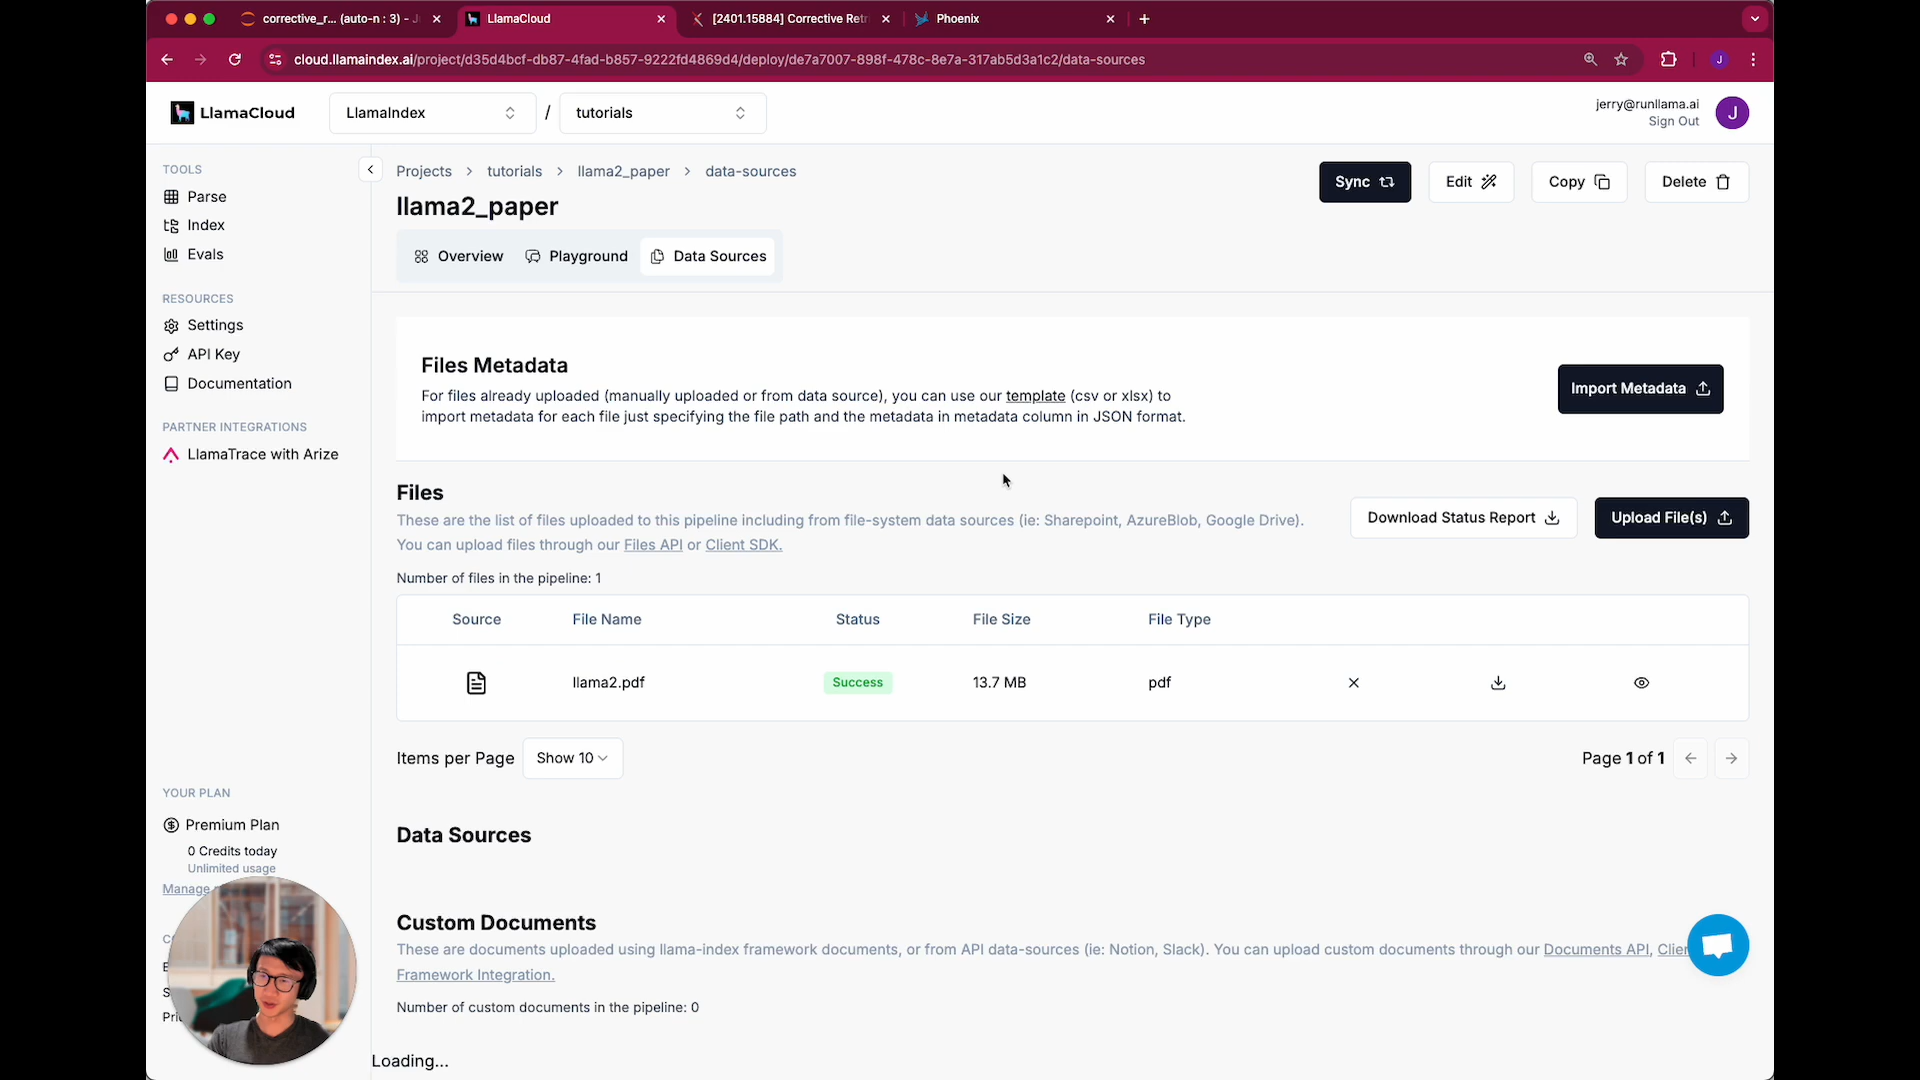 corrective_r... (auto-n : 3) - J
LlamaCloud
[2401.15884] Corrective Retri
Phoenix
cloud.llamaindex.ai/project/d35d4bcf-db87-4fad-b857-9222fd4869d4/deploy/de7a7007-898f-478c-8e7a-317ab5d3a1c2/data-sources
J
LlamaCloud
LlamaIndex
/
tutorials
jerry@runllama.ai
Sign Out
J
TOOLS
Parse
Index
Evals
RESOURCES
Settings
API Key
Documentation
PARTNER INTEGRATIONS
LlamaTrace with Arize
YOUR PLAN
Premium Plan
0 Credits today
Unlimited usage
Manage
Projects > tutorials > llama2_paper > data-sources
llama2_paper
Sync
Edit
Copy
Delete
Overview
Playground
Data Sources
Files Metadata
For files already uploaded (manually uploaded or from data source), you can use our template (csv or xlsx) to
import metadata for each file just specifying the file path and the metadata in metadata column in JSON format.
Import Metadata
Files
These are the list of files uploaded to this pipeline including from file-system data sources (ie: Sharepoint, AzureBlob, Google Drive).
You can upload files through our Files API or Client SDK.
Download Status Report
Upload File(s)
Number of files in the pipeline: 1
Source File Name Status File Size File Type
llama2.pdf Success 13.7 MB pdf
Items per Page
Show 10
Page 1 of 1
Data Sources
Custom Documents
These are documents uploaded using llama-index framework documents, or from API data-sources (ie: Notion, Slack). You can upload custom documents through our Documents API, Clie
Framework Integration.
Number of custom documents in the pipeline: 0
Loading...